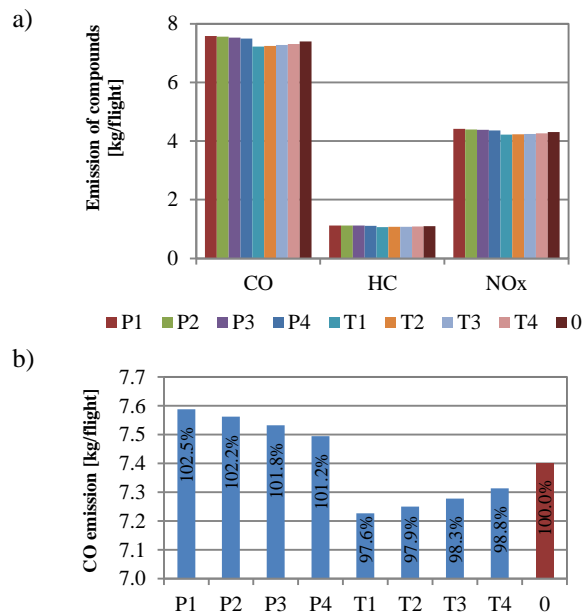 a)
Emission of compounds
[kg/flight]
8
6
4
2
0
CO HC NOx
P1 P2 P3 P4 T1 T2 T3 T4 0
b)
CO emission [kg/flight]
7.7
7.6
7.5
7.4
7.3
7.2
7.1
7.0
102.5% 102.2% 101.8% 101.2% 97.6% 97.9% 98.3% 98.8% 100.0%
P1 P2 P3 P4 T1 T2 T3 T4 0